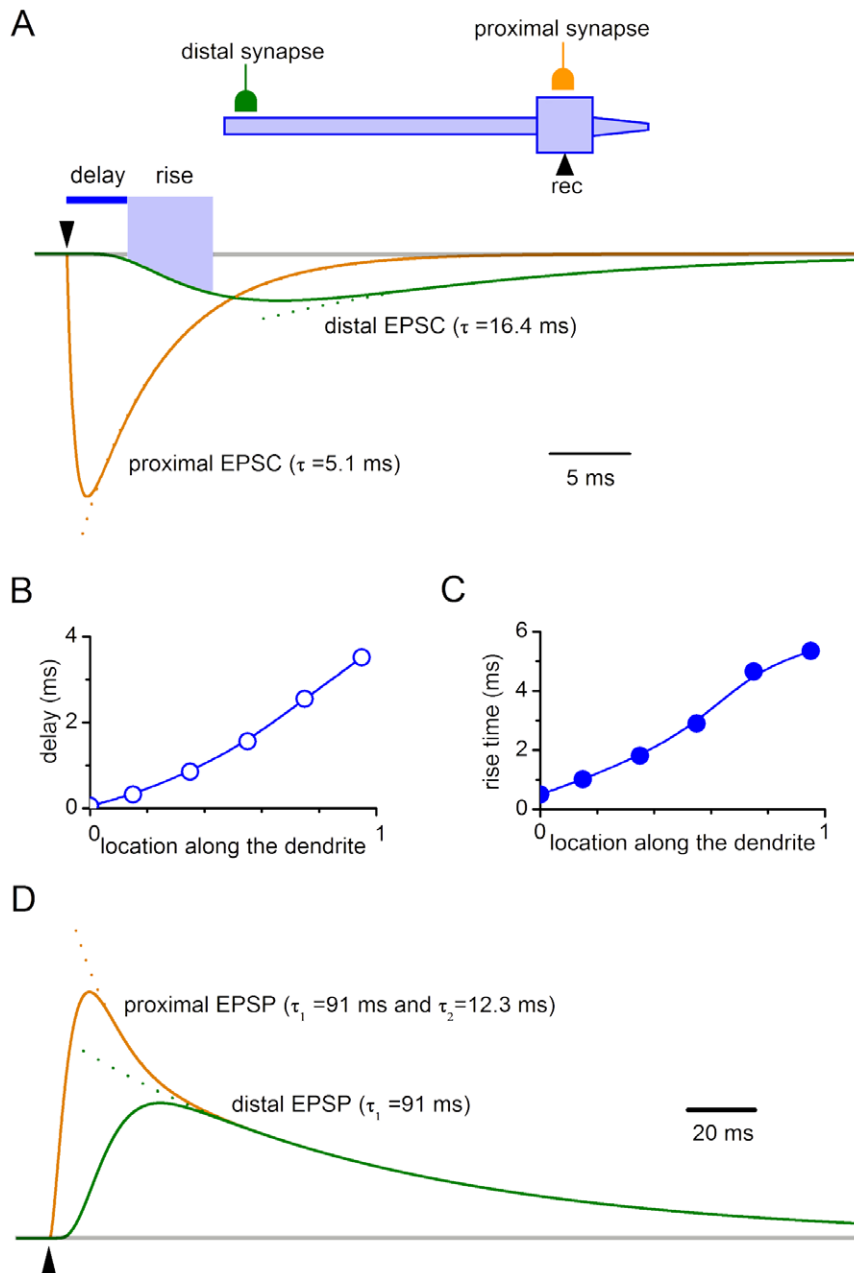 A
distal synapse
proximal synapse
rec
delay
rise
distal EPSC (τ =16.4 ms)
proximal EPSC (τ =5.1 ms)
5 ms
B
delay (ms)
4
2
0
0
1
location along the dendrite
C
rise time (ms)
6
4
2
0
0
1
location along the dendrite
D
proximal EPSP (τ₁ =91 ms and τ₂=12.3 ms)
distal EPSP (τ₁ =91 ms)
20 ms